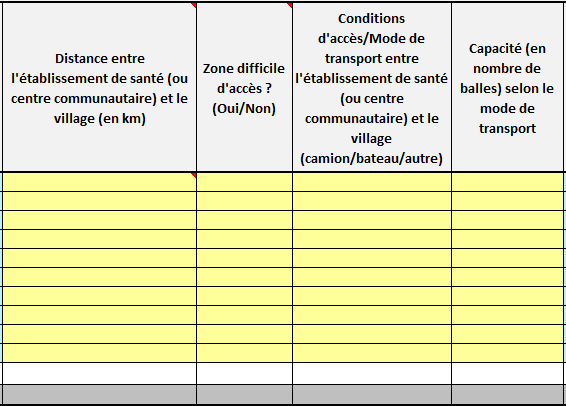 Distance entre
l'établissement de santé (ou
centre communautaire) et le
village (en km)
Zone difficile
d'accès ?
(Oui/Non)
Conditions
d'accès/Mode de
transport entre
l'établissement de santé
(ou centre
communautaire) et le
village
(camion/bateau/autre)
Capacité (en
nombre de
balles) selon le
mode de
transport